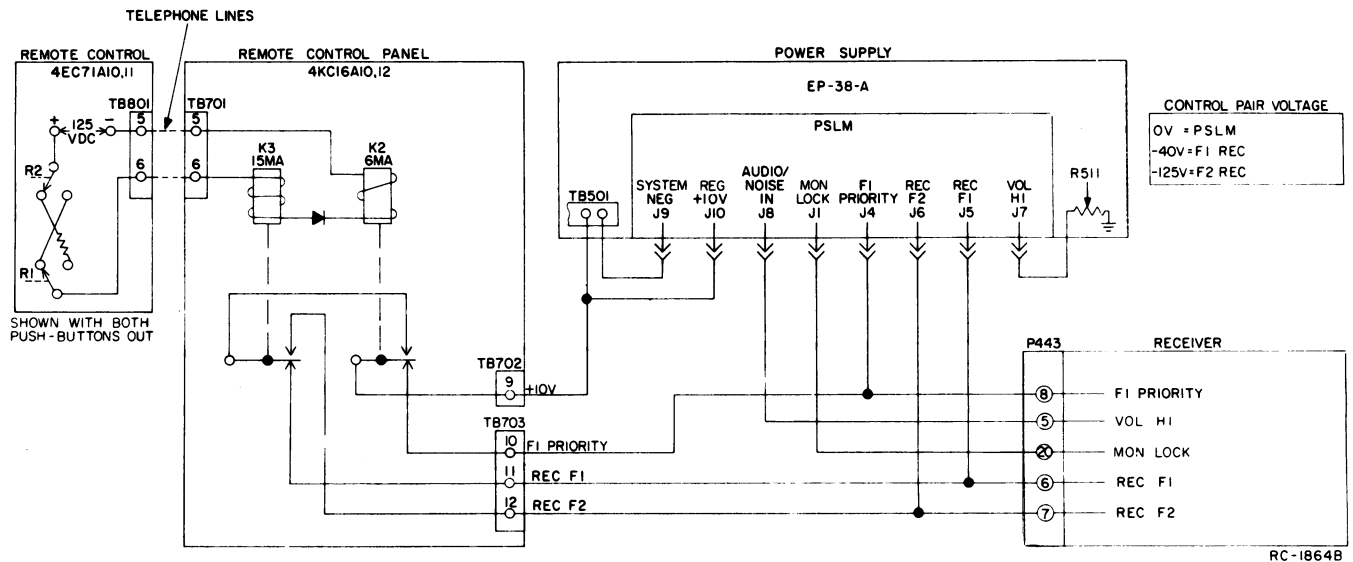 TELEPHONE LINES
REMOTE CONTROL
4EC71A10,11
REMOTE CONTROL PANEL
4KC16A10,12
POWER SUPPLY
EP-38-A
PSLM
TB801
TB701
+ 125 VDC -
5
5
6
6
R2
R1
K3
15MA
K2
6MA
SHOWN WITH BOTH
PUSH-BUTTONS OUT
TB501
SYSTEM
NEG
J9
REG
+10V
J10
AUDIO/
NOISE
IN
J8
MON
LOCK
J1
F1
PRIORITY
J4
REC
F2
J6
REC
F1
J5
VOL
HI
J7
R511
CONTROL PAIR VOLTAGE
0V = PSLM
-40V=F1 REC
-125V=F2 REC
TB702
9
+10V
TB703
10
F1 PRIORITY
11
REC F1
12
REC F2
P443
RECEIVER
8 F1 PRIORITY
5 VOL HI
20 MON LOCK
6 REC F1
7 REC F2
RC-1864B